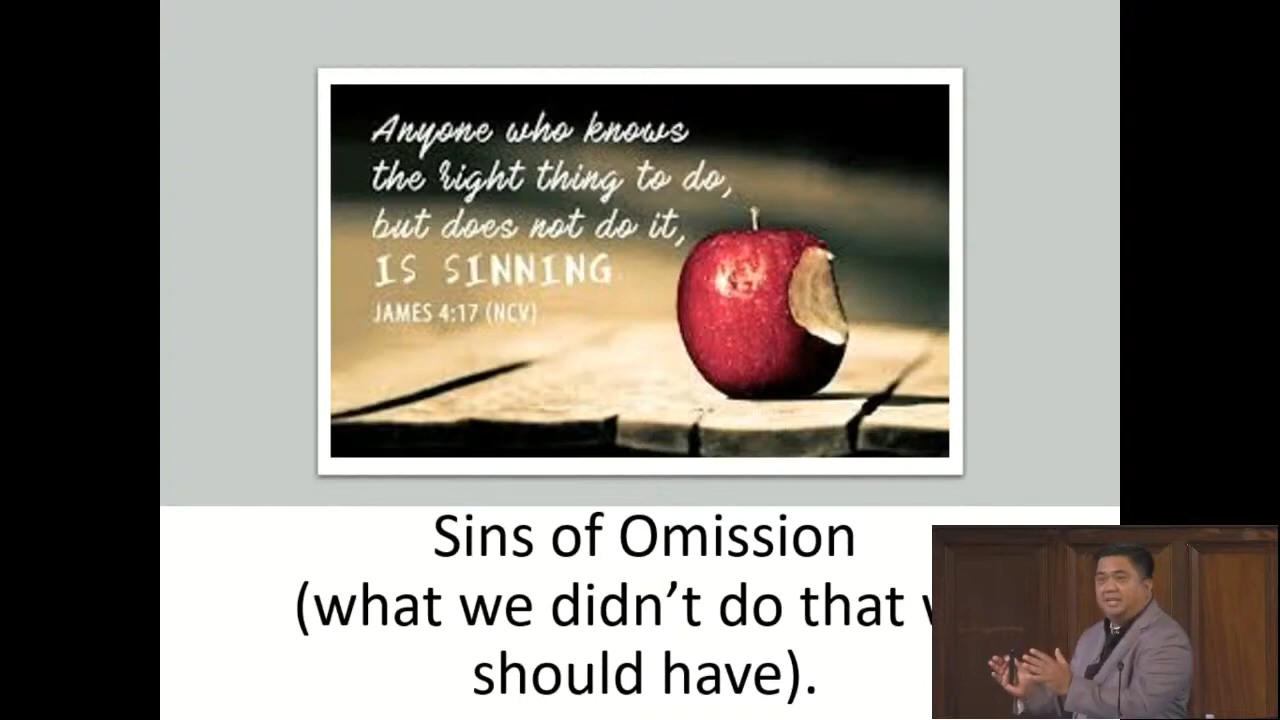 Anyone who knows
the right thing to do,
but does not do it,
IS SINNING
JAMES 4:17 (NCV)
Sins of Omission
(what we didn’t do that
should have).